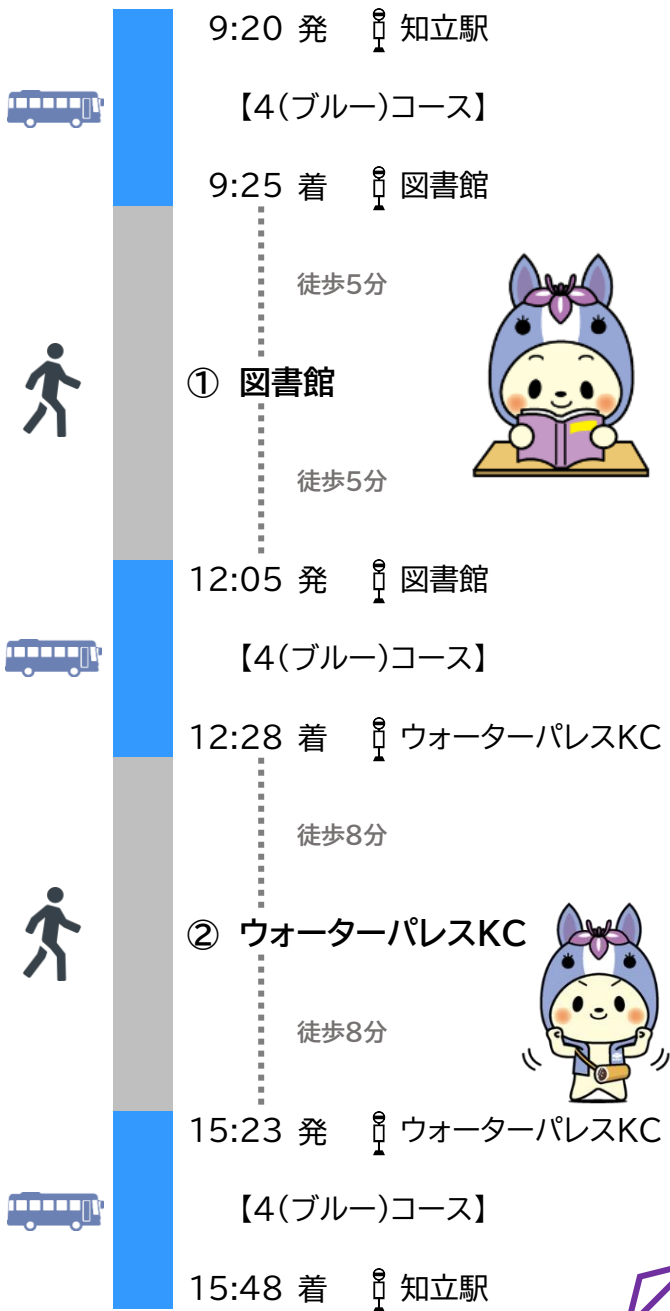 9:20 発 知立駅
【4(ブルー)コース】
9:25 着 図書館
徒歩5分
① 図書館
徒歩5分
12:05 発 図書館
【4(ブルー)コース】
12:28 着 ウォーターパレスKC
徒歩8分
② ウォーターパレスKC
徒歩8分
15:23 発 ウォーターパレスKC
【4(ブルー)コース】
15:48 着 知立駅